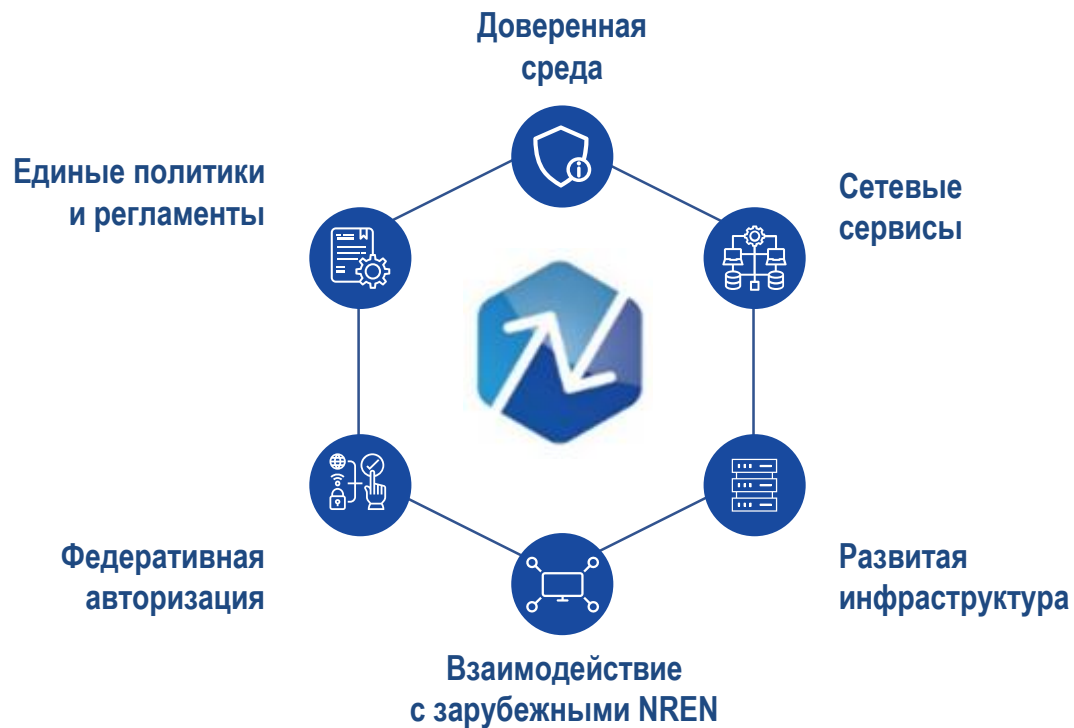 Доверенная
среда
Единые политики
и регламенты
Сетевые
сервисы
Федеративная
авторизация
Развитая
инфраструктура
Взаимодействие
с зарубежными NREN